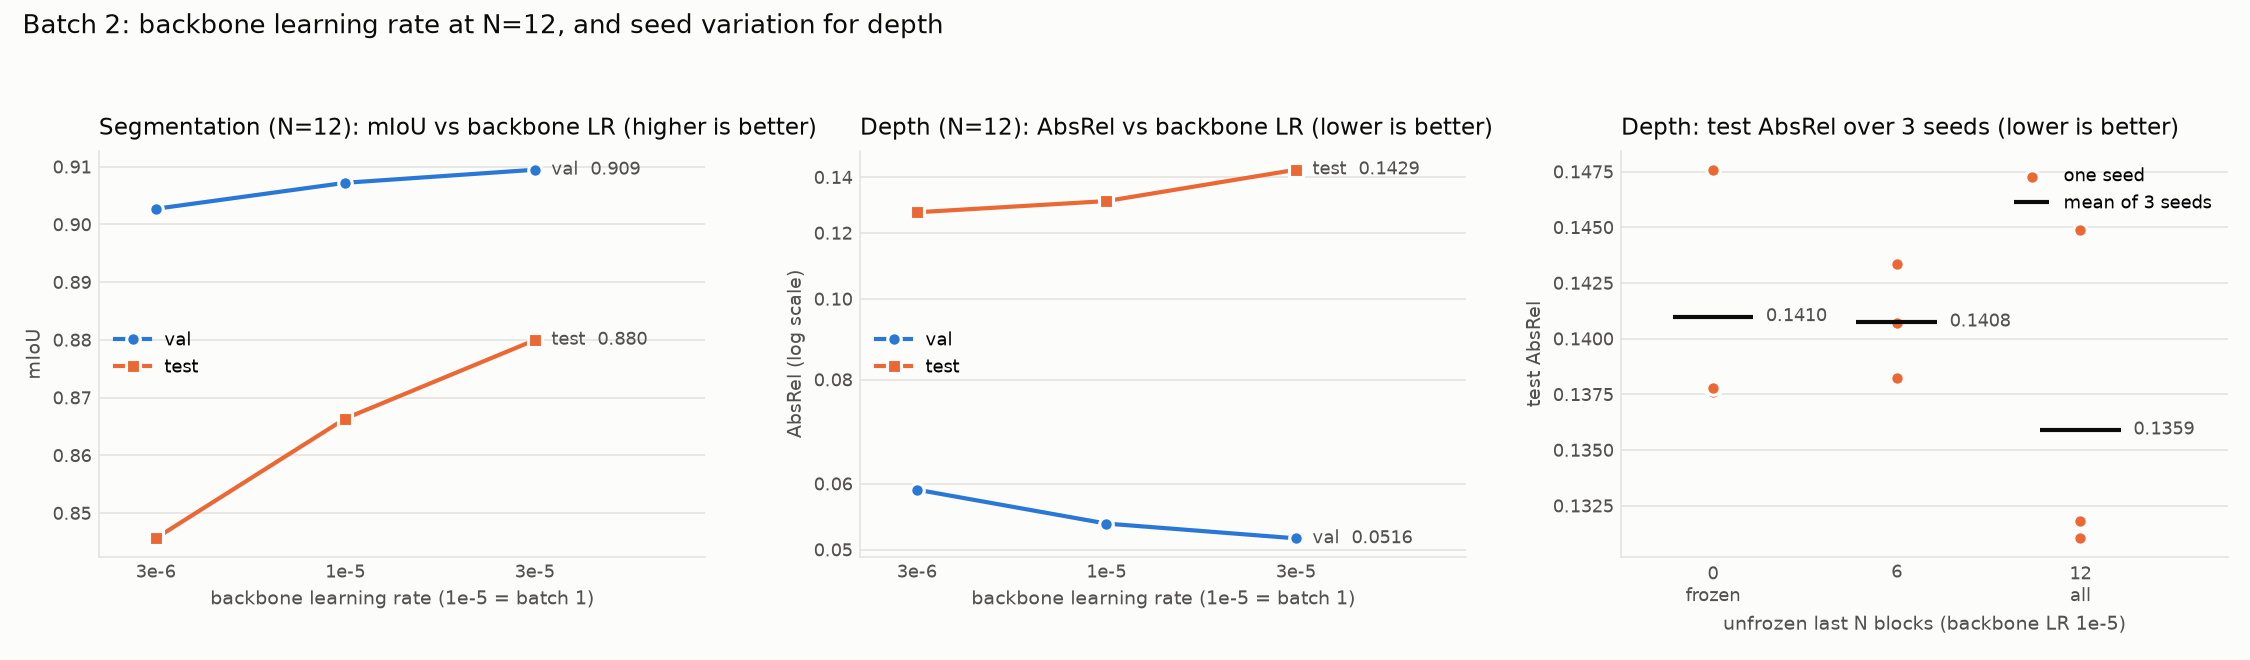 Batch 2: backbone learning rate at N=12, and seed variation for depth
Segmentation (N=12): mIoU vs backbone LR (higher is better)
mIoU
0.91
0.90
0.89
0.88
0.87
0.86
0.85
val 0.909
test 0.880
val
test
3e-6
1e-5
3e-5
backbone learning rate (1e-5 = batch 1)
Depth (N=12): AbsRel vs backbone LR (lower is better)
AbsRel (log scale)
0.14
0.12
0.10
0.08
0.06
0.05
test 0.1429
val 0.0516
val
test
3e-6
1e-5
3e-5
backbone learning rate (1e-5 = batch 1)
Depth: test AbsRel over 3 seeds (lower is better)
test AbsRel
0.1475
0.1450
0.1425
0.1400
0.1375
0.1350
0.1325
one seed
mean of 3 seeds
0.1410
0.1408
0.1359
0
frozen
6
12
all
unfrozen last N blocks (backbone LR 1e-5)